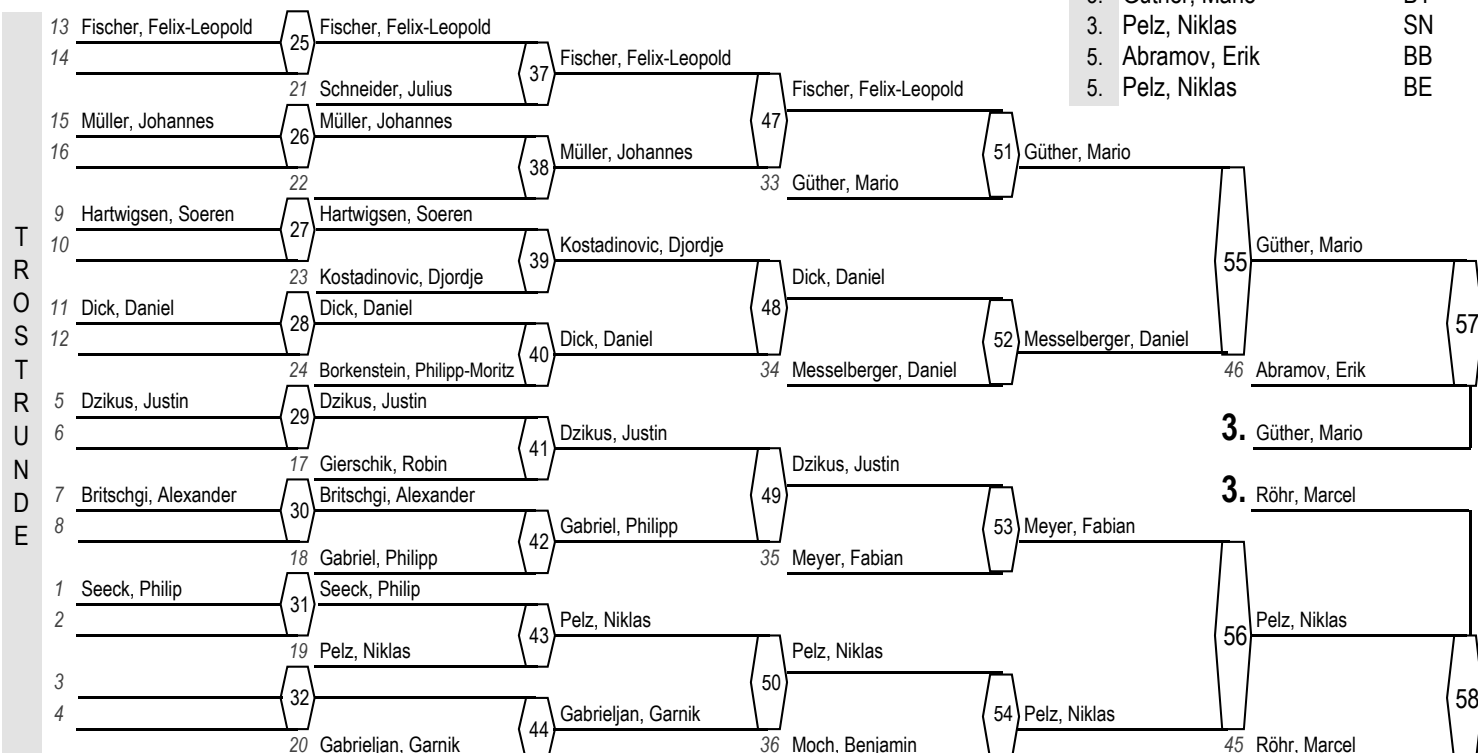 3. Güther, Mario BY
3. Pelz, Niklas SN
5. Abramov, Erik BB
5. Pelz, Niklas BE
TROSTRUNDE
13 Fischer, Felix-Leopold 25 Fischer, Felix-Leopold
14
37 Fischer, Felix-Leopold
21 Schneider, Julius
47 Fischer, Felix-Leopold
15 Müller, Johannes 26 Müller, Johannes
16
38 Müller, Johannes
22
33 Güther, Mario
51 Güther, Mario
9 Hartwigsen, Soeren 27 Hartwigsen, Soeren
10
39 Kostadinovic, Djordje
23 Kostadinovic, Djordje
48 Dick, Daniel
11 Dick, Daniel 28 Dick, Daniel
12
40 Dick, Daniel
24 Borkenstein, Philipp-Moritz
34 Messelberger, Daniel
52 Messelberger, Daniel
55 Güther, Mario
46 Abramov, Erik
57
3. Güther, Mario
5 Dzikus, Justin 29 Dzikus, Justin
6
41 Dzikus, Justin
17 Gierschik, Robin
49 Dzikus, Justin
7 Britschgi, Alexander 30 Britschgi, Alexander
8
42 Gabriel, Philipp
18 Gabriel, Philipp
35 Meyer, Fabian
53 Meyer, Fabian
3. Röhr, Marcel
1 Seeck, Philip 31 Seeck, Philip
2
43 Pelz, Niklas
19 Pelz, Niklas
50 Pelz, Niklas
3
4
32
44 Gabrieljan, Garnik
20 Gabrieljan, Garnik
36 Moch, Benjamin
54 Pelz, Niklas
56 Pelz, Niklas
45 Röhr, Marcel
58